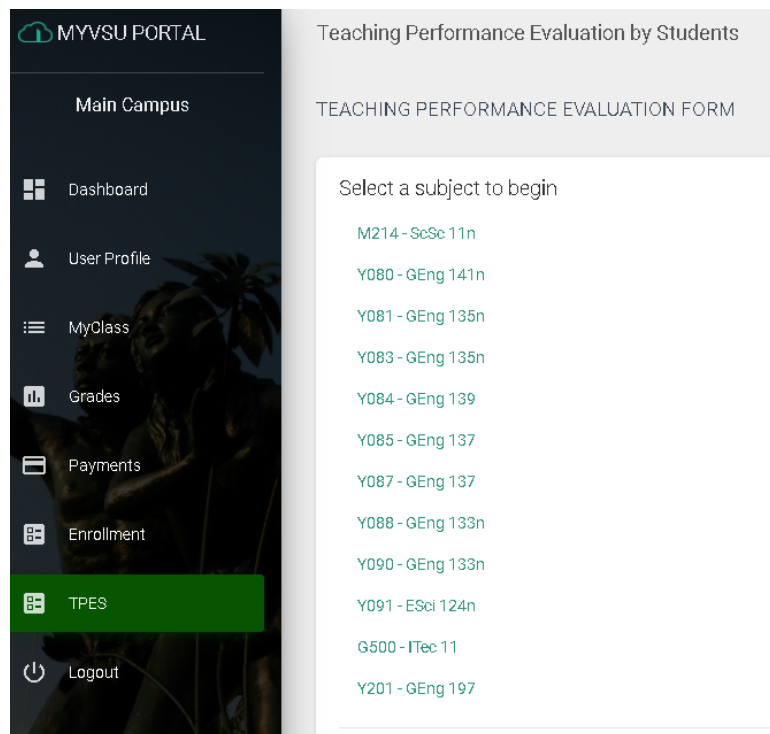 MYVSU PORTAL
Main Campus
Dashboard
User Profile
MyClass
Grades
Payments
Enrollment
TPES
Logout
Teaching Performance Evaluation by Students
TEACHING PERFORMANCE EVALUATION FORM
Select a subject to begin
M214 - ScSc 11n
Y080 - GEng 141n
Y081 - GEng 135n
Y083 - GEng 135n
Y084 - GEng 139
Y085 - GEng 137
Y087 - GEng 137
Y088 - GEng 133n
Y090 - GEng 133n
Y091 - ESci 124n
G500 - ITec 11
Y201 - GEng 197